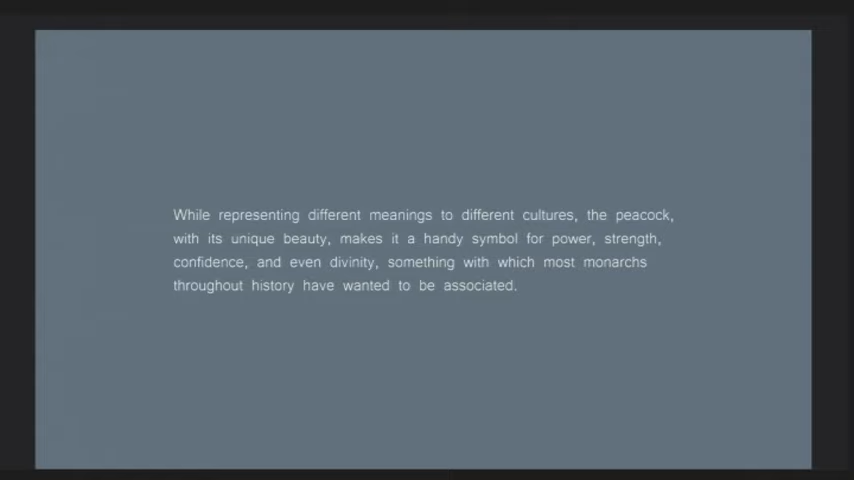 While representing different meanings to different cultures, the peacock,
with its unique beauty, makes it a handy symbol for power, strength,
confidence, and even divinity, something with which most monarchs
throughout history have wanted to be associated.